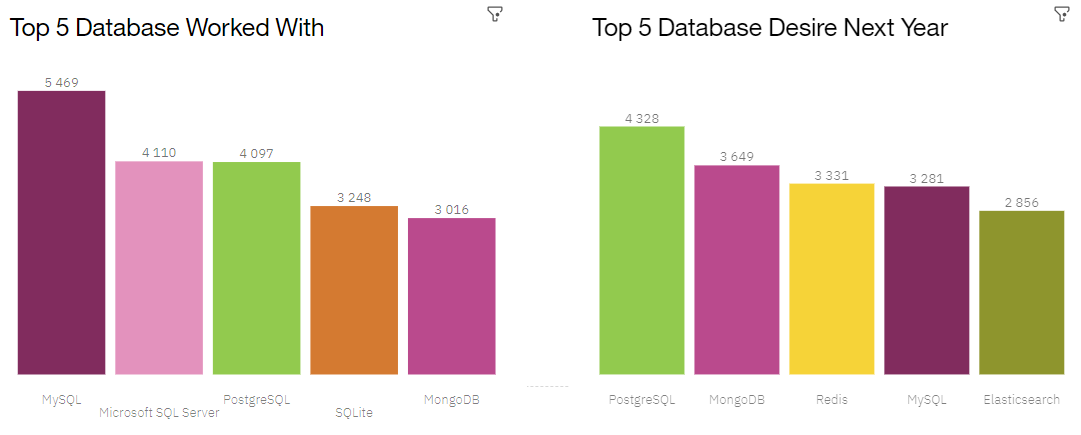 Top 5 Database Worked With
5 469
4 110
4 097
3 248
3 016
MySQL
Microsoft SQL Server
PostgreSQL
SQLite
MongoDB
Top 5 Database Desire Next Year
4 328
3 649
3 331
3 281
2 856
PostgreSQL
MongoDB
Redis
MySQL
Elasticsearch